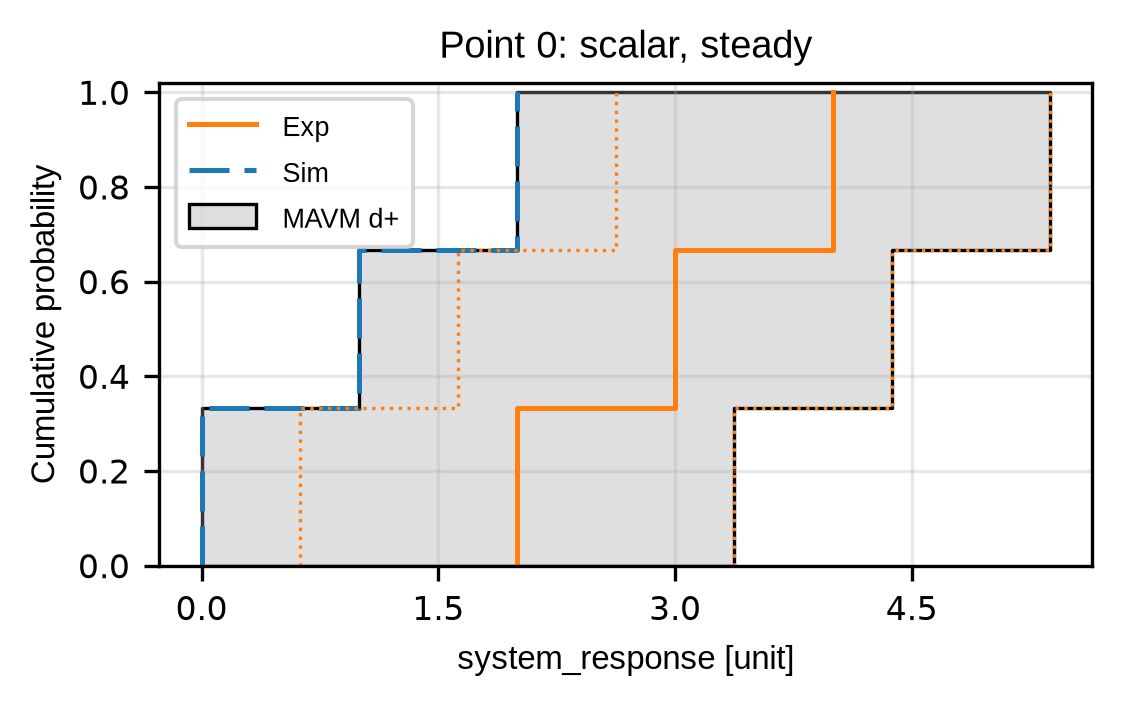 Point 0: scalar, steady
Exp
Sim
MAVM d+
Cumulative probability
1.0
0.8
0.6
0.4
0.2
0.0
0.0 1.5 3.0 4.5
system_response [unit]